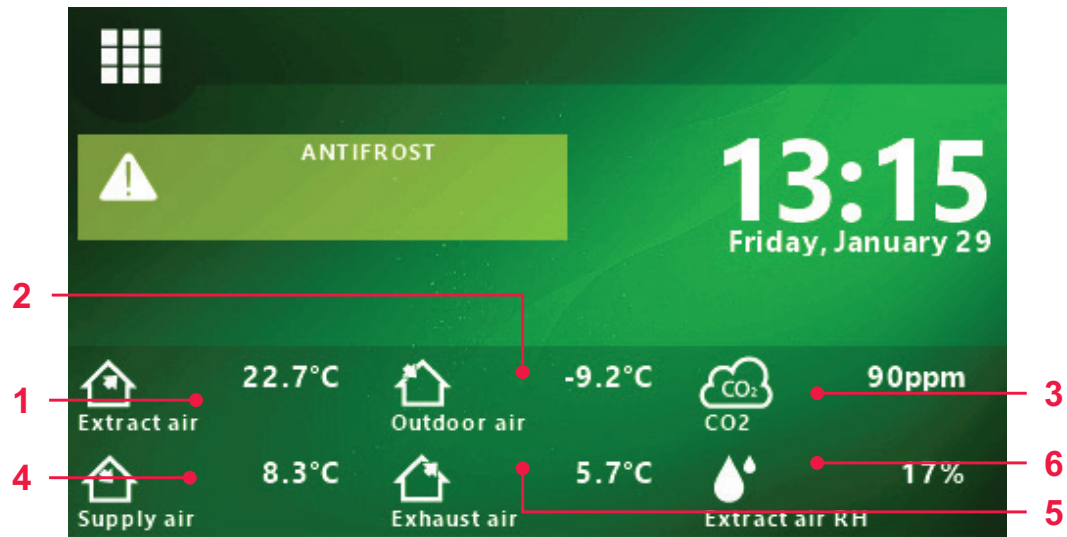 ANTIFROST
13:15
Friday, January 29
2
22.7°C
-9.2°C
CO₂
90ppm
1
3
Extract air
Outdoor air
CO2
4
8.3°C
5.7°C
17%
6
5
Supply air
Exhaust air
Extract air RH